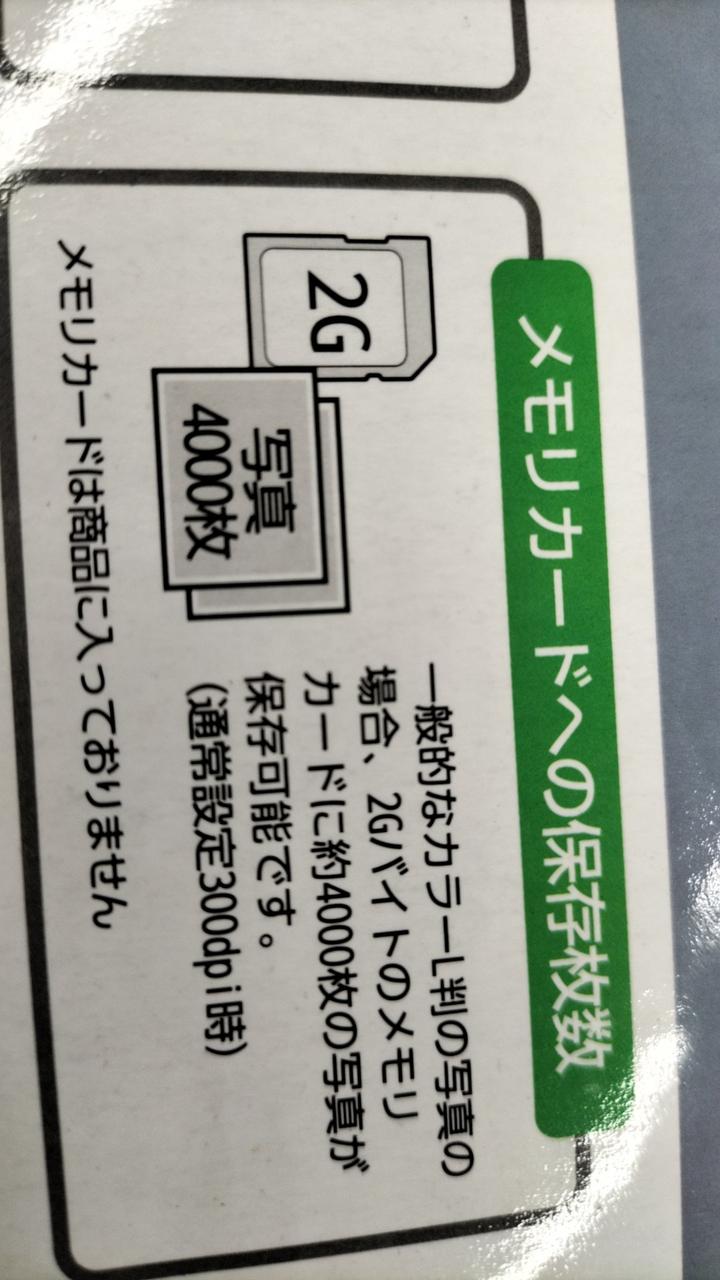 メモリカードへの保存枚数
2G
写真
4000枚
一般的なカラーL判の写真の
場合、2Gバイトのメモリ
カードに約4000枚の写真が
保存可能です。
(通常設定300dpi時)
メモリカードは商品に入っておりません